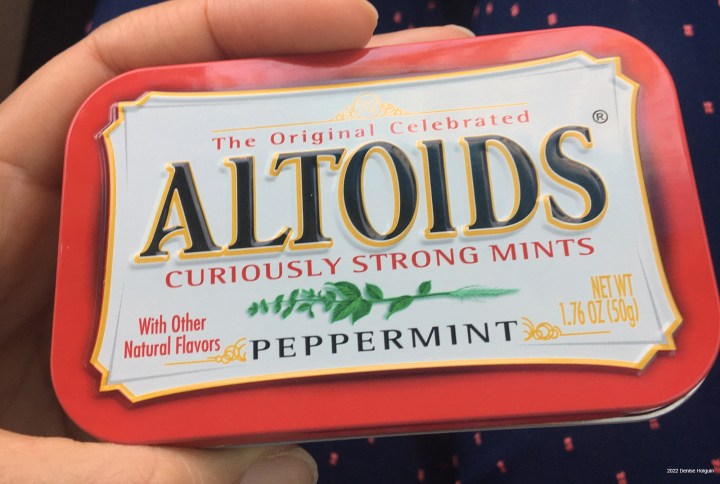 The Original Celebrated
ALTOIDS®
CURIOUSLY STRONG MINTS
With Other
Natural Flavors
PEPPERMINT
NET WT
1.76 OZ (50g)
2022 Denise Holguin